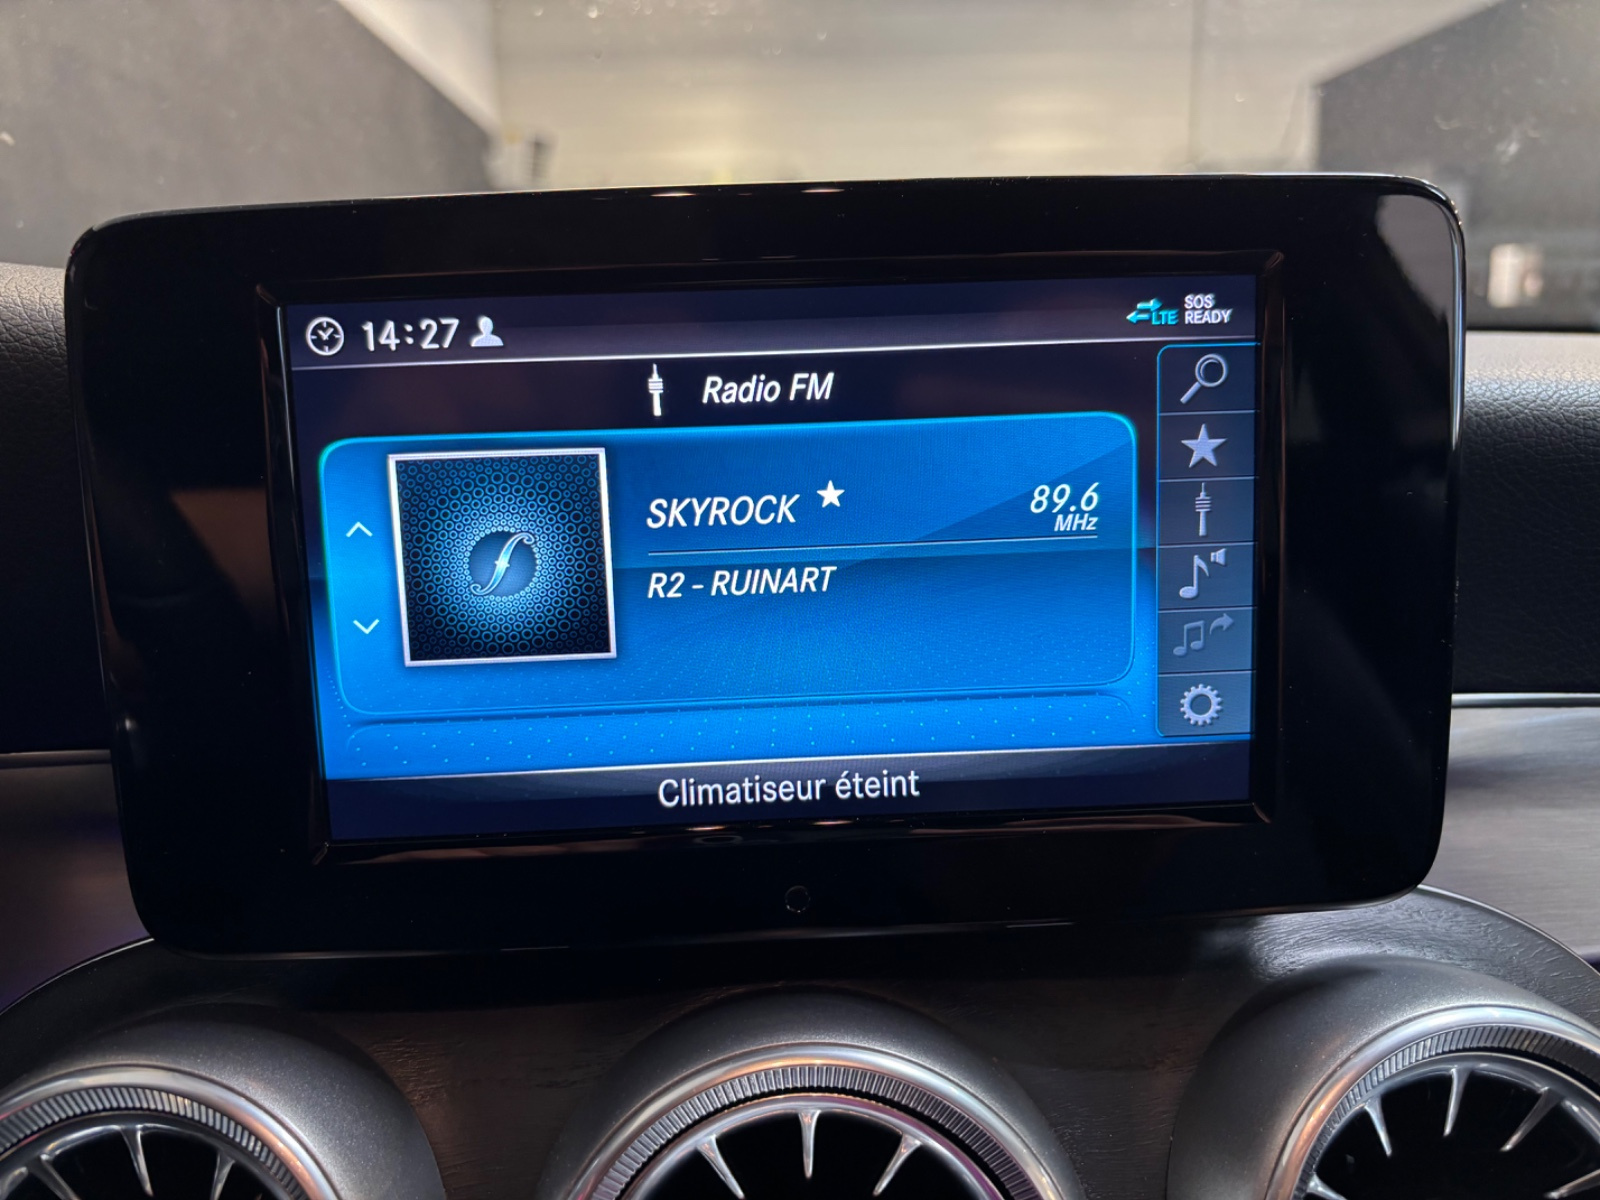 14:27
LTE
SOS
READY
Radio FM
SKYROCK
89.6
MHz
R2 - RUINART
Climatiseur éteint